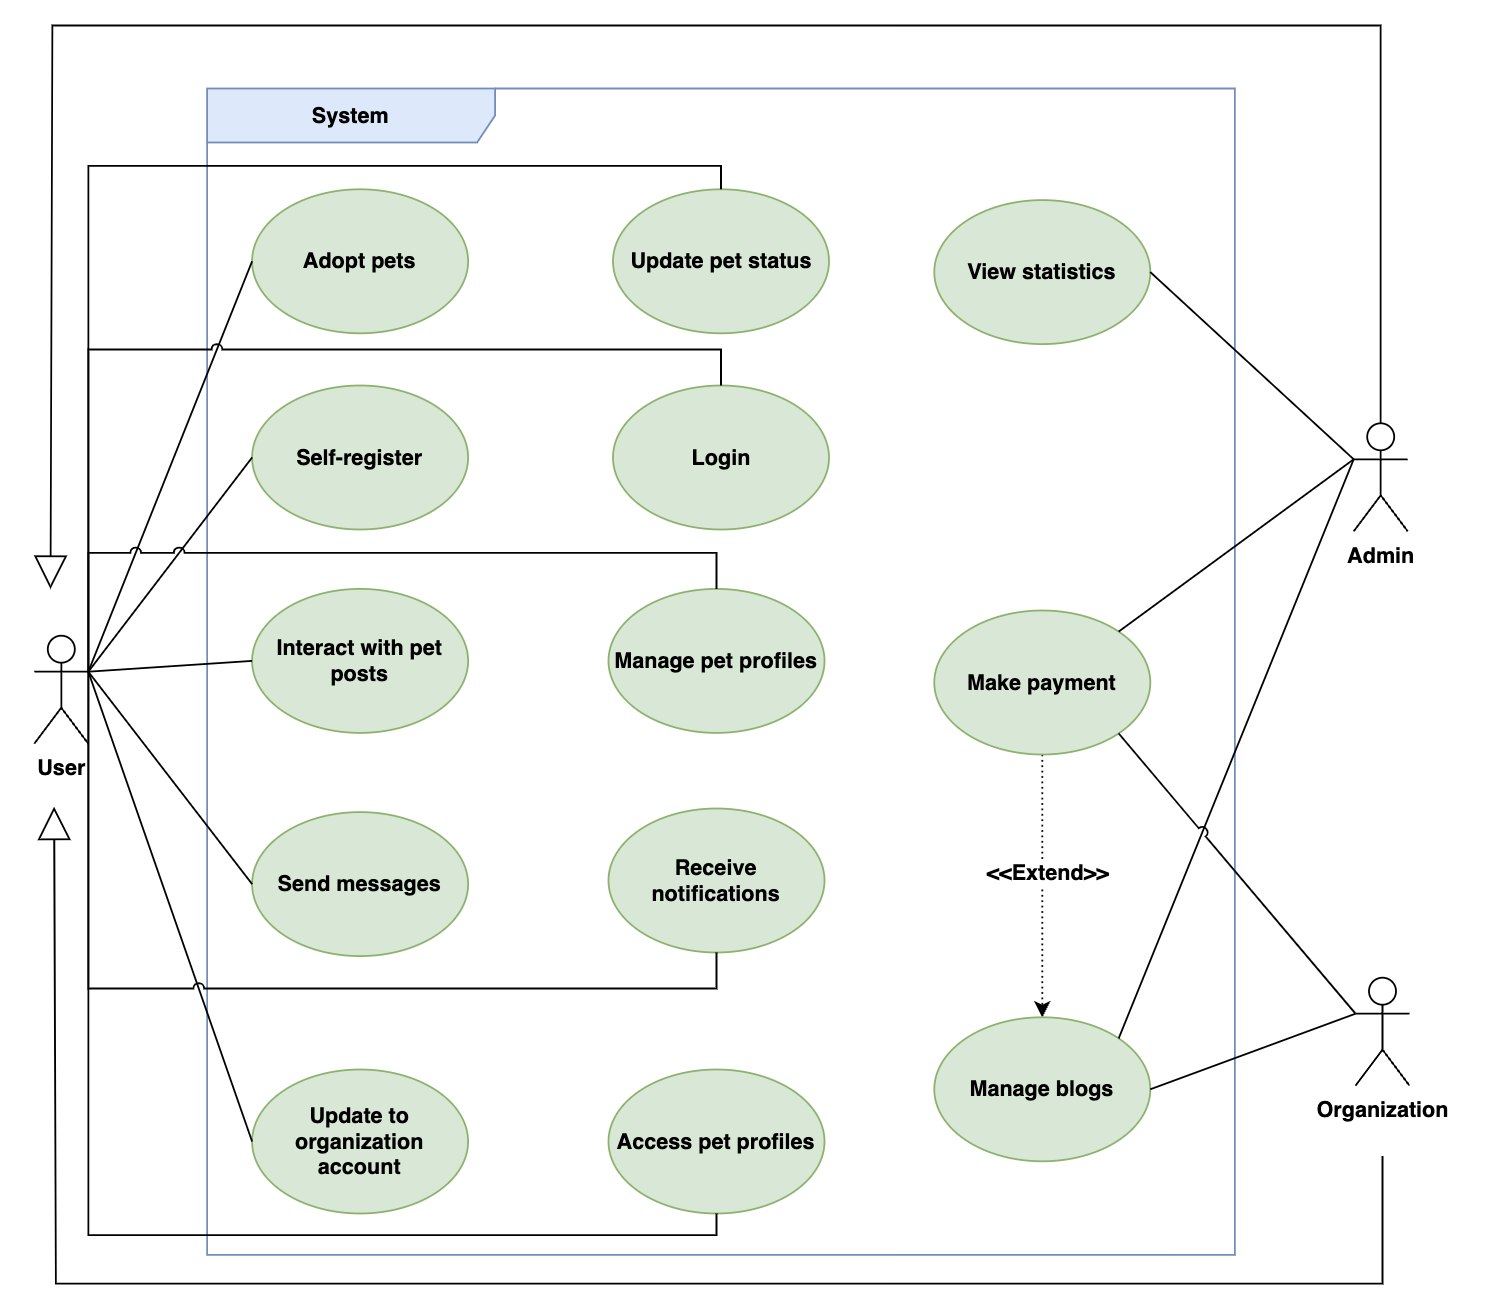 System
Adopt pets
Update pet status
View statistics
Self-register
Login
Admin
Interact with pet
posts
Manage pet profiles
Make payment
User
Send messages
Receive
notifications
<<Extend>>
Update to
organization
account
Access pet profiles
Manage blogs
Organization